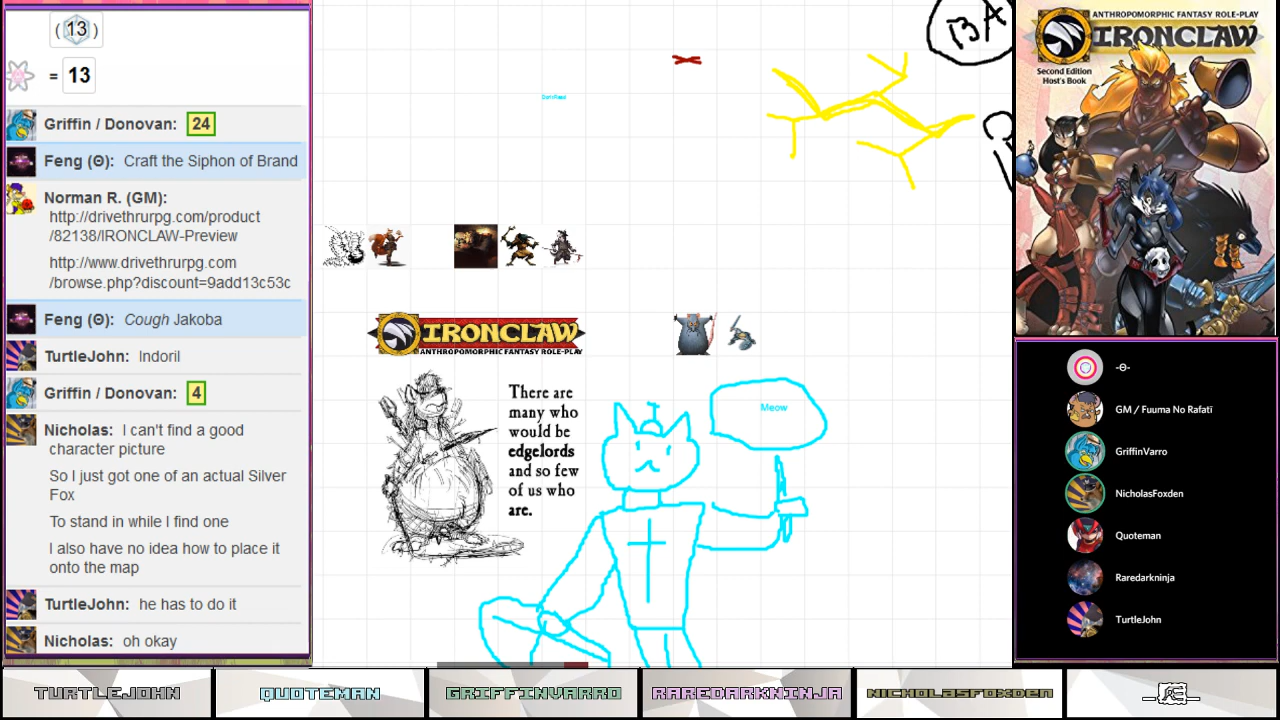 (13)
= 13
Griffin / Donovan: 24
Feng (Θ): Craft the Siphon of Brand
Norman R. (GM):
http://drivethrurpg.com/product
/82138/IRONCLAW-Preview
http://www.drivethrurpg.com
/browse.php?discount=9add13c53c
Feng (Θ): Cough Jakoba
TurtleJohn: Indoril
Griffin / Donovan: 4
Nicholas: I can't find a good
character picture
So I just got one of an actual Silver
Fox
To stand in while I find one
I also have no idea how to place it
onto the map
TurtleJohn: he has to do it
Nicholas: oh okay
Don't Read
13A
IRONCLAW
ANTHROPOMORPHIC FANTASY ROLE-PLAY
There are
many who
would be
edgelords
and so few
of us who
are.
Meow
ANTHROPOMORPHIC FANTASY ROLE-PLAY
IRONCLAW
Second Edition
Host's Book
-Θ-
GM / Fuuma No Rafati
GriffinVarro
NicholasFoxden
Quoteman
Raredarkninja
TurtleJohn
TURTLEJOHN
QUOTEMAN
GRIFFINVARRO
RAREDARKNINJA
NICHOLASFOXDEN